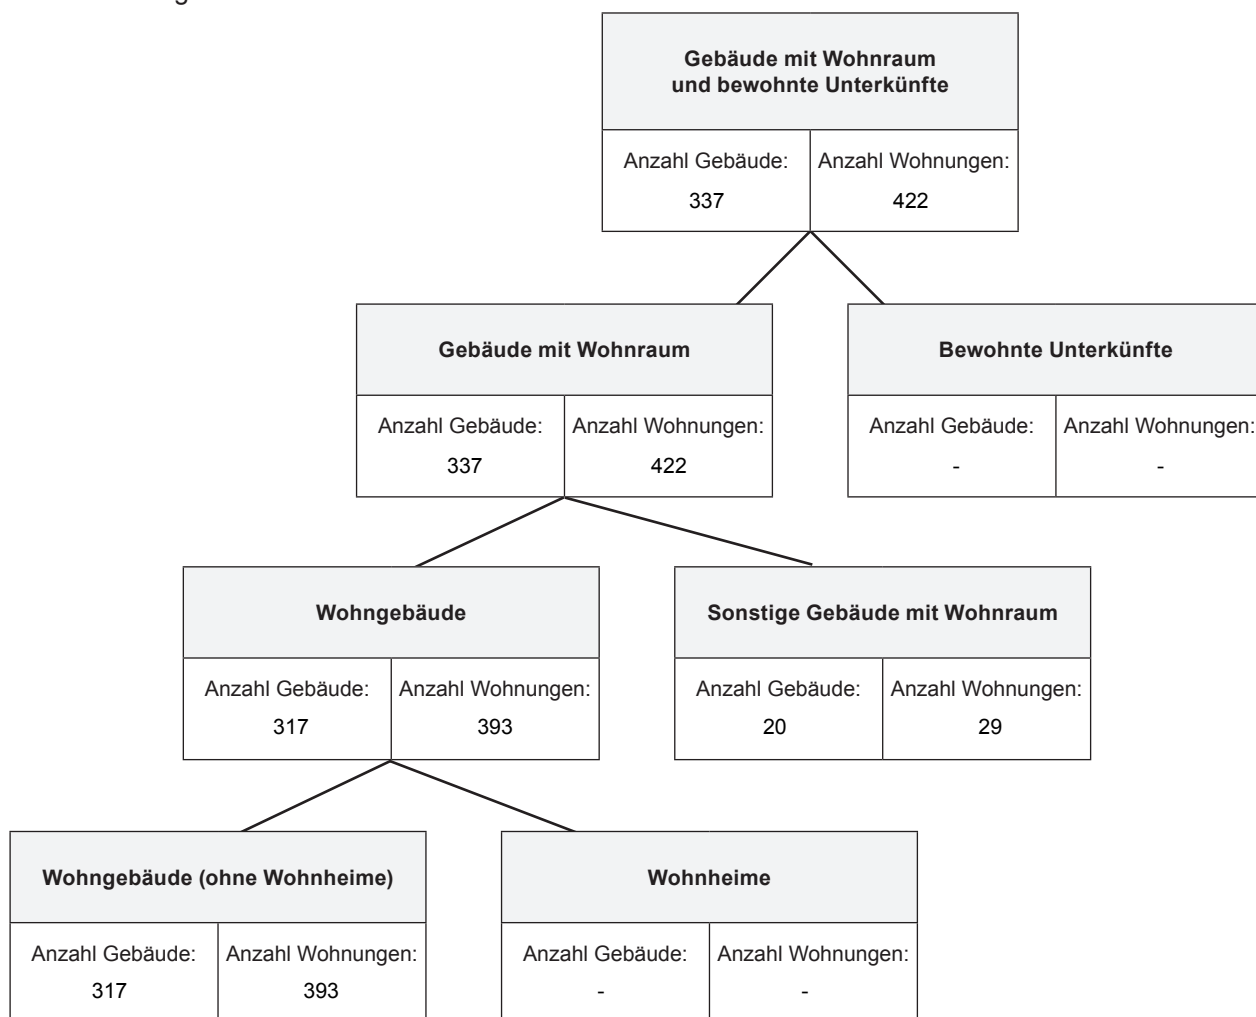 Gebäude mit Wohnraum
und bewohnte Unterkünfte
Anzahl Gebäude:
337
Anzahl Wohnungen:
422
Gebäude mit Wohnraum
Anzahl Gebäude:
337
Anzahl Wohnungen:
422
Bewohnte Unterkünfte
Anzahl Gebäude:
-
Anzahl Wohnungen:
-
Wohngebäude
Anzahl Gebäude:
317
Anzahl Wohnungen:
393
Sonstige Gebäude mit Wohnraum
Anzahl Gebäude:
20
Anzahl Wohnungen:
29
Wohngebäude (ohne Wohnheime)
Anzahl Gebäude:
317
Anzahl Wohnungen:
393
Wohnheime
Anzahl Gebäude:
-
Anzahl Wohnungen:
-